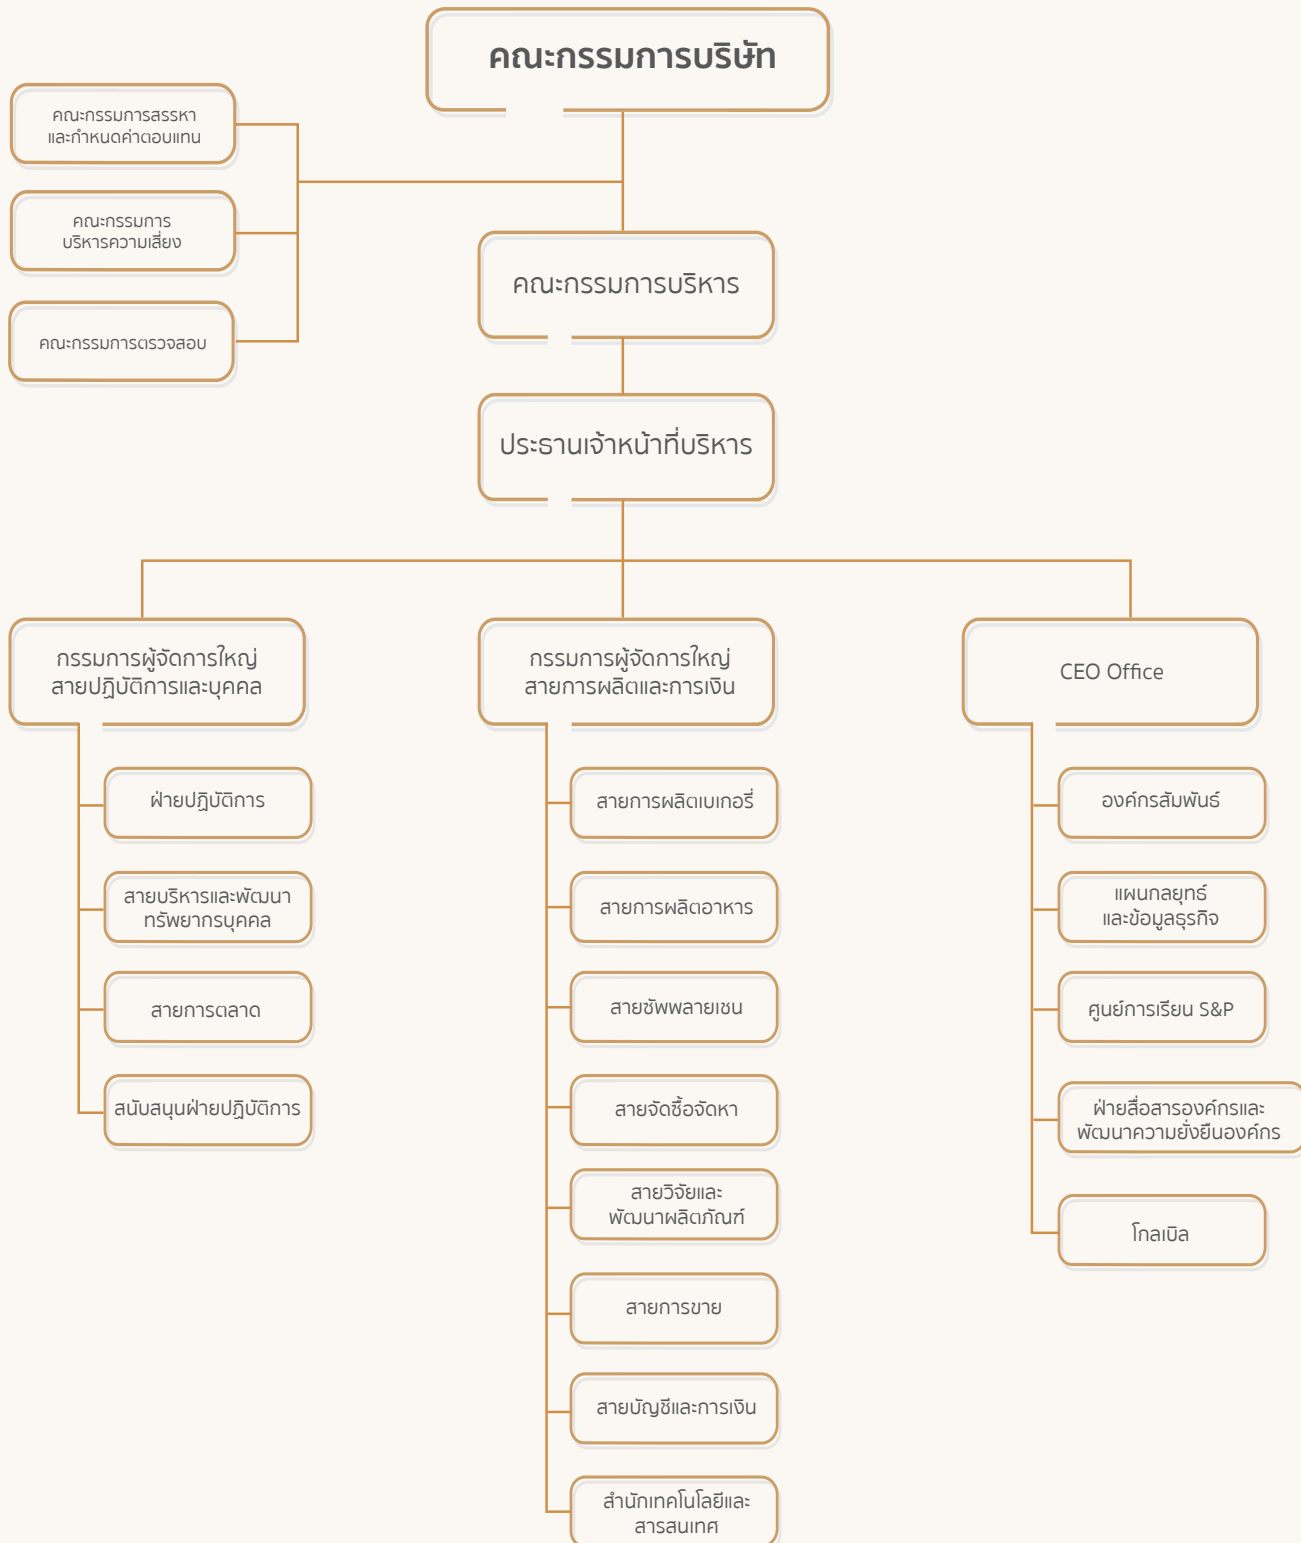 คณะกรรมการบริษัท
คณะกรรมการสรรหา
และกำหนดค่าตอบแทน
คณะกรรมการ
บริหารความเสี่ยง
คณะกรรมการตรวจสอบ
คณะกรรมการบริหาร
ประธานเจ้าหน้าที่บริหาร
กรรมการผู้จัดการใหญ่
สายปฏิบัติการและบุคคล
ฝ่ายปฏิบัติการ
สายบริหารและพัฒนา
ทรัพยากรบุคคล
สายการตลาด
สนับสนุนฝ่ายปฏิบัติการ
กรรมการผู้จัดการใหญ่
สายการผลิตและการเงิน
สายการผลิตเบเกอรี่
สายการผลิตอาหาร
สายซัพพลายเชน
สายจัดซื้อจัดหา
สายวิจัยและ
พัฒนาผลิตภัณฑ์
สายการขาย
สายบัญชีและการเงิน
สำนักเทคโนโลยีและ
สารสนเทศ
CEO Office
องค์กรสัมพันธ์
แผนกลยุทธ์
และข้อมูลธุรกิจ
ศูนย์การเรียน S&P
ฝ่ายสื่อสารองค์กรและ
พัฒนาความยั่งยืนองค์กร
โกลเบิล